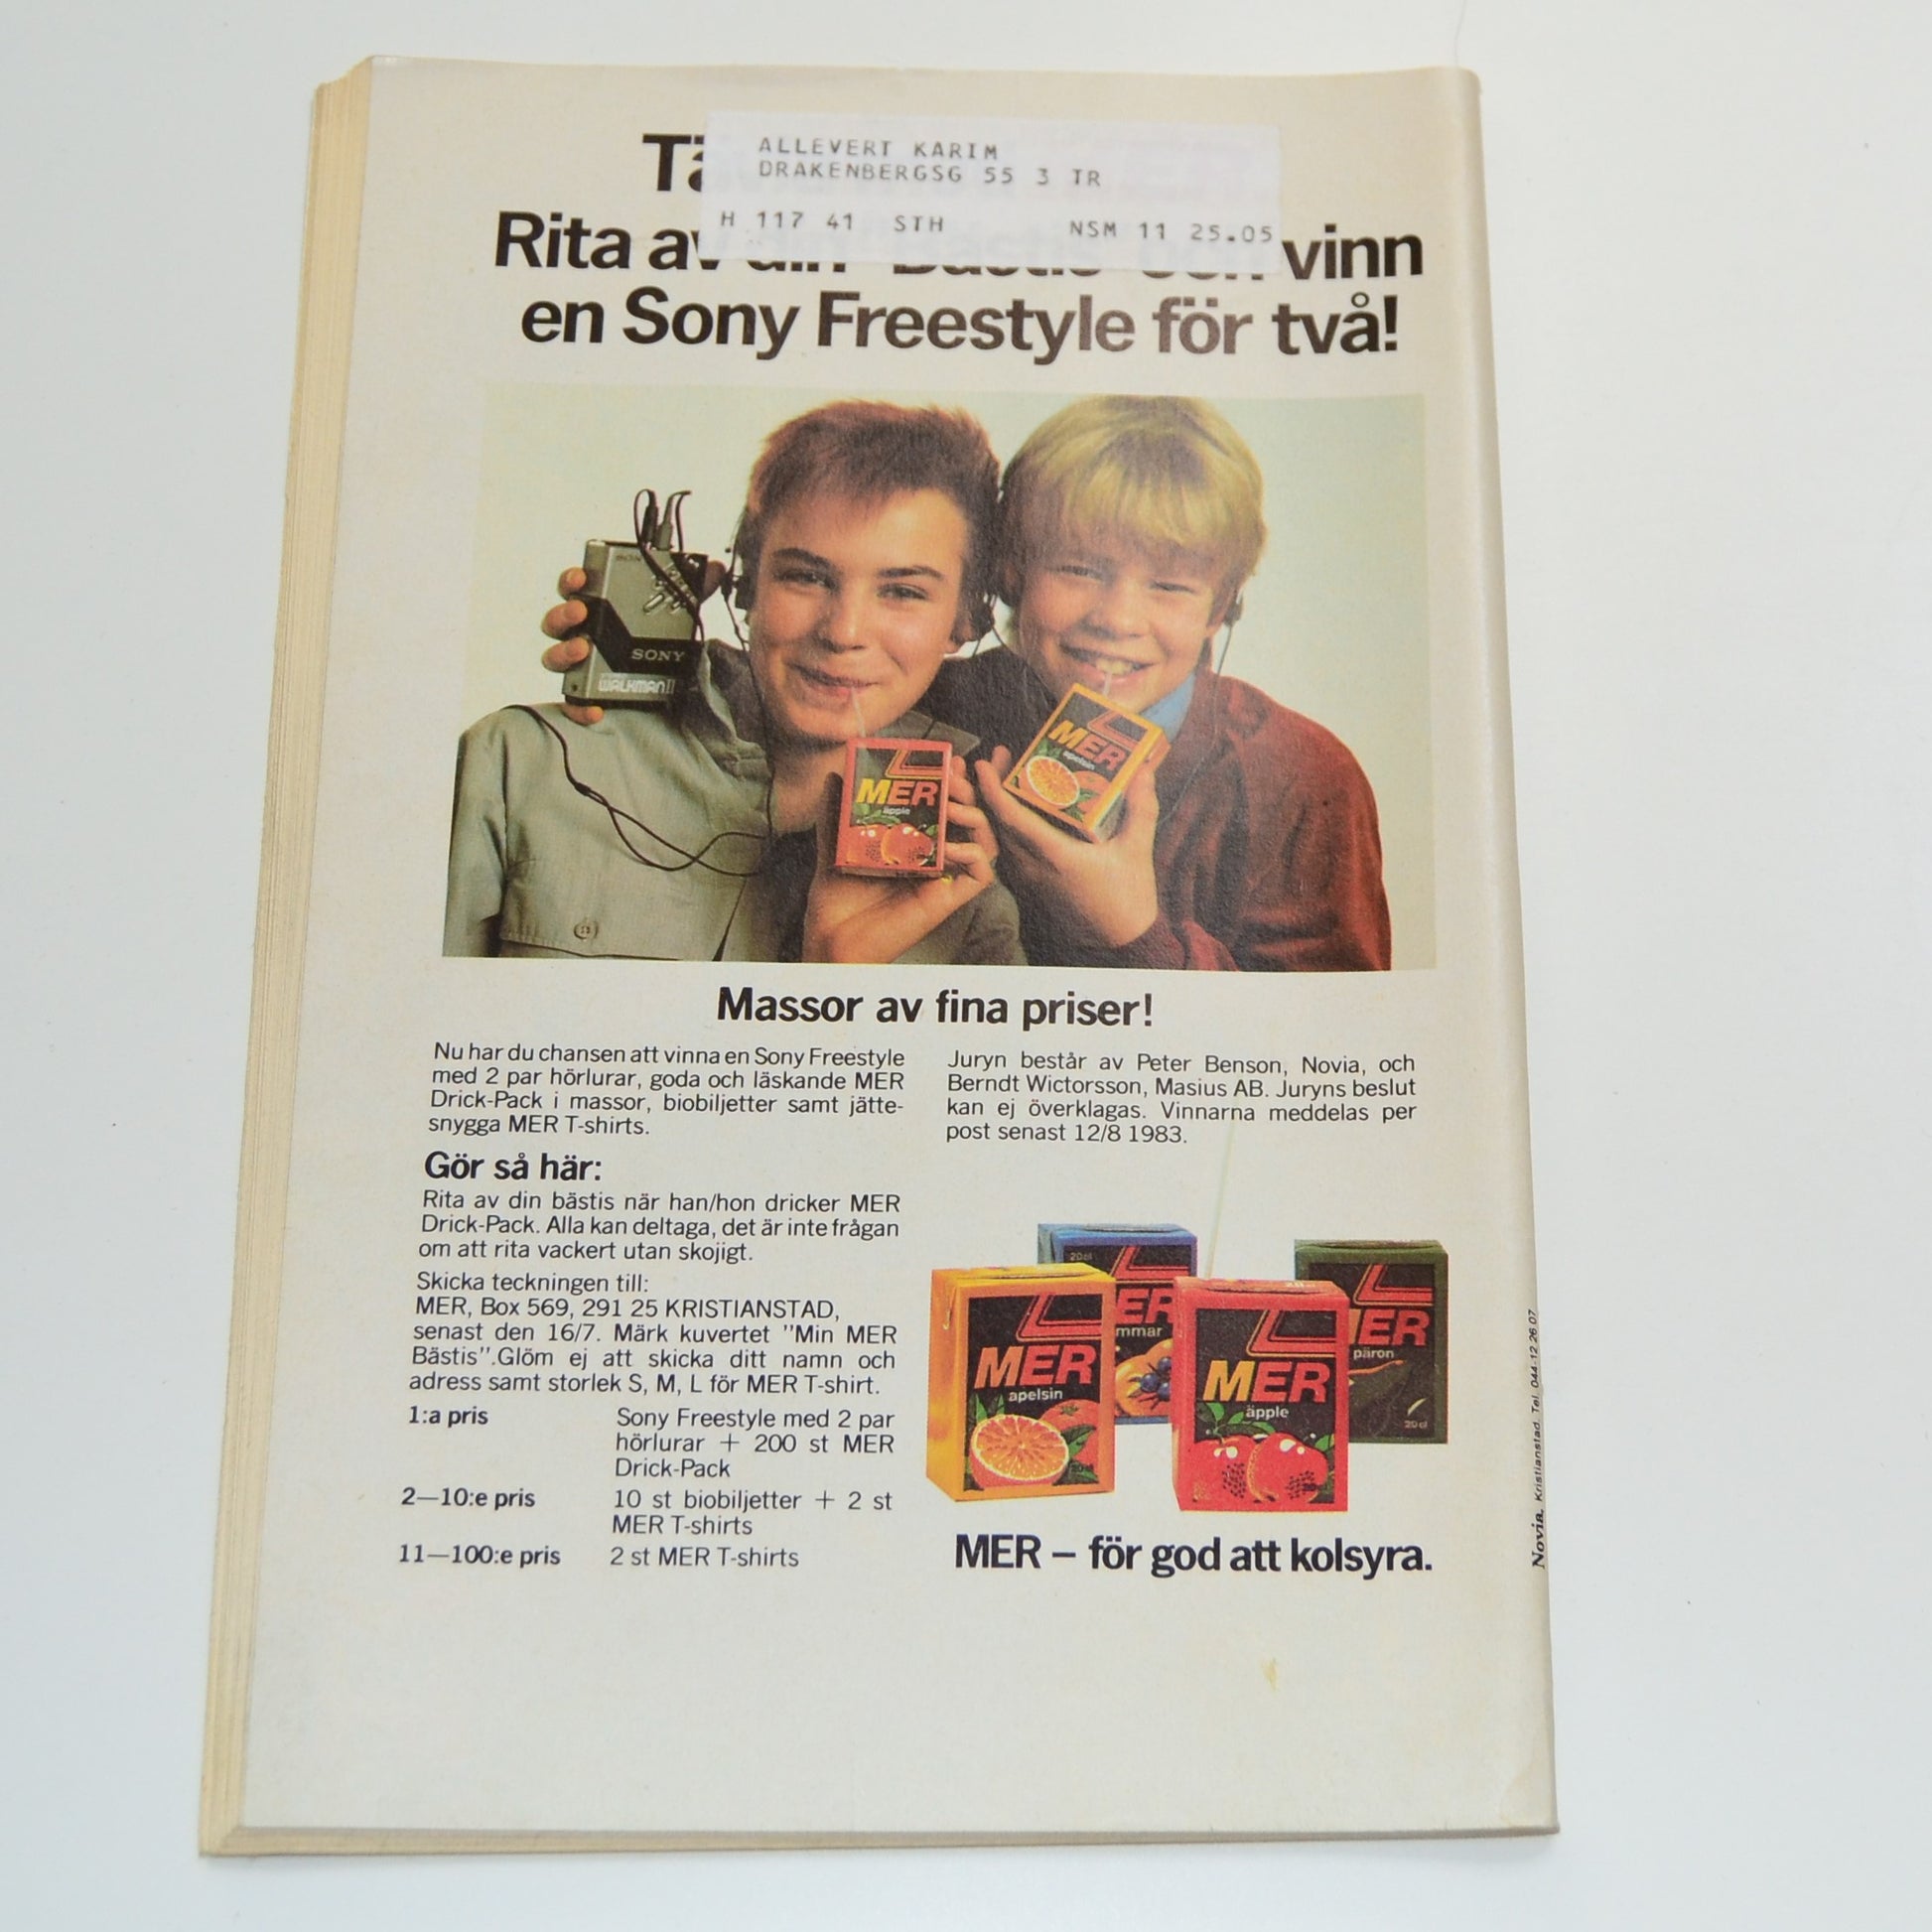 ALLEVERT KARIM
DRAKENBERGSG 55 3 TR
H 117 41 STH NSM 11 25.05
Rita av vinn
en Sony Freestyle för två!
SONY
WALKMAN II
MER
äpple
MER
apelsin
Massor av fina priser!
Nu har du chansen att vinna en Sony Freestyle
med 2 par hörlurar, goda och läskande MER
Drick-Pack i massor, biobiljetter samt jätte-
snygga MER T-shirts.
Gör så här:
Rita av din bästis när han/hon dricker MER
Drick-Pack. Alla kan deltaga, det är inte frågan
om att rita vackert utan skojigt.
Skicka teckningen till:
MER, Box 569, 291 25 KRISTIANSTAD,
senast den 16/7. Märk kuvertet "Min MER
Bästis".Glöm ej att skicka ditt namn och
adress samt storlek S, M, L för MER T-shirt.
1:a pris Sony Freestyle med 2 par
hörlurar + 200 st MER
Drick-Pack
2—10:e pris 10 st biobiljetter + 2 st
MER T-shirts
11—100:e pris 2 st MER T-shirts
Juryn består av Peter Benson, Novia, och
Berndt Wictorsson, Masius AB. Juryns beslut
kan ej överklagas. Vinnarna meddelas per
post senast 12/8 1983.
20 cl
ER
mmar
MER
apelsin
MER
äpple
ER
päron
20 cl
MER – för god att kolsyra.
Novia, Kristianstad. Tel. 044-12 26 07